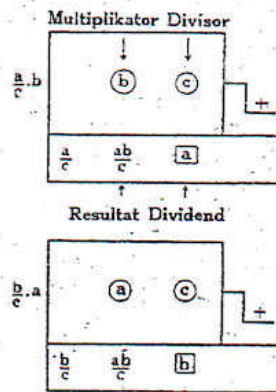 Multiplikator Divisor
a/c . b
b c
+
a/c ab/c a
Resultat Dividend
b/c . a
a c
+
b/c ab/c b